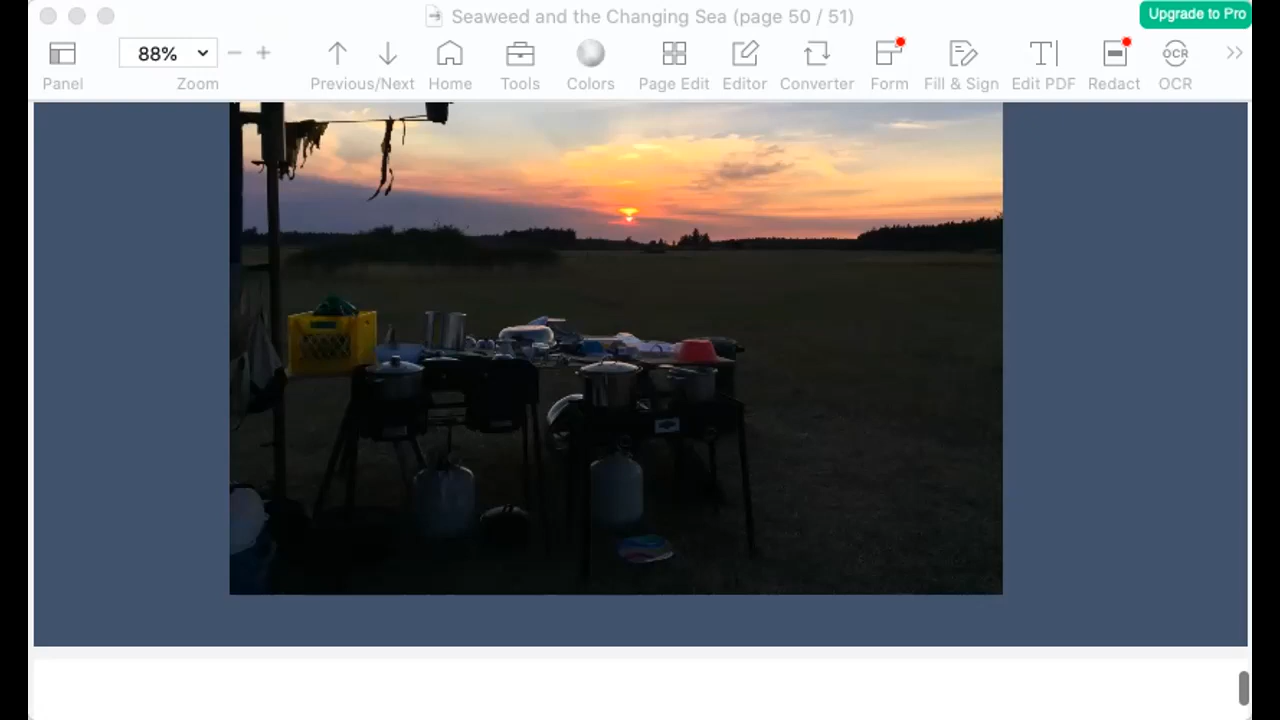 Seaweed and the Changing Sea (page 50 / 51)
Upgrade to Pro
88%
Panel
Zoom
Previous/Next
Home
Tools
Colors
Page Edit
Editor
Converter
Form
Fill & Sign
Edit PDF
Redact
OCR
OCR